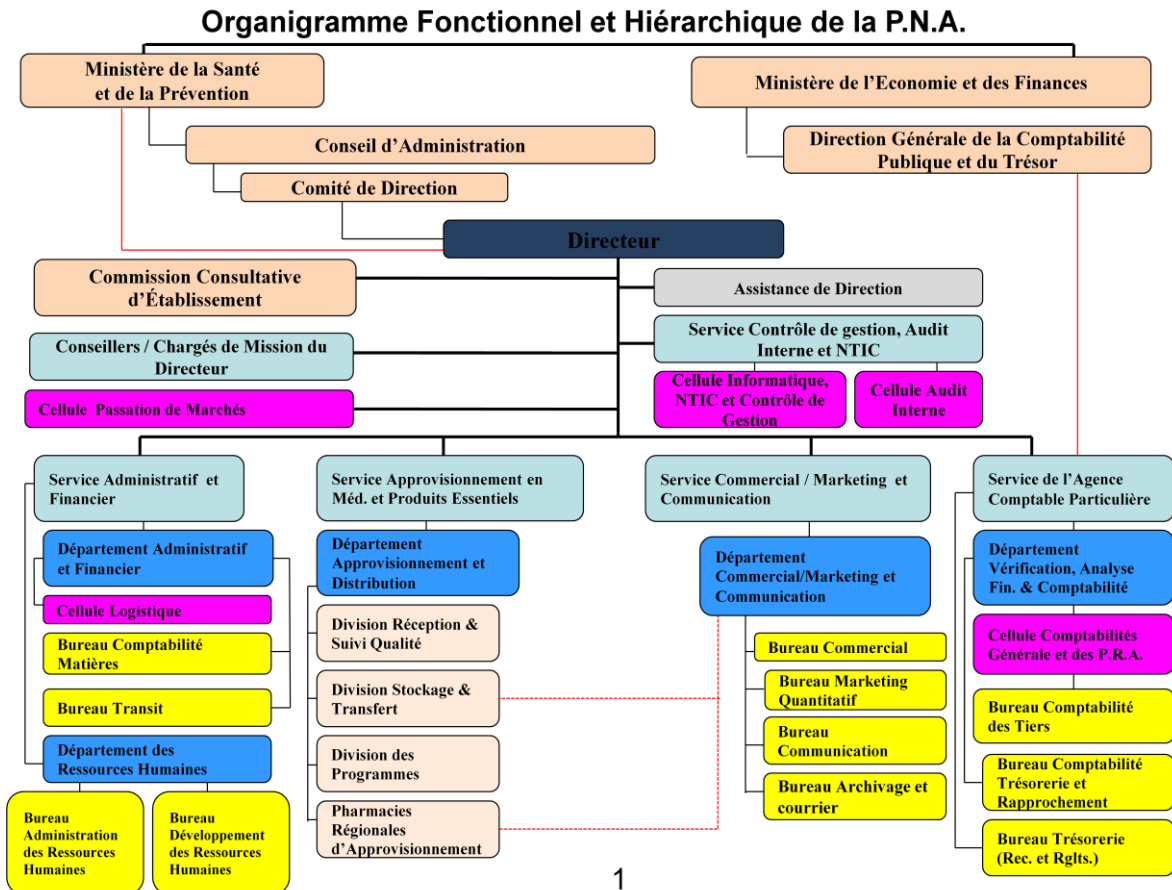 Organigramme Fonctionnel et Hiérarchique de la P.N.A.
Ministère de la Santé
et de la Prévention
Ministère de l’Economie et des Finances
Conseil d’Administration
Direction Générale de la Comptabilité
Publique et du Trésor
Comité de Direction
Directeur
Commission Consultative
d’Établissement
Assistance de Direction
Conseillers / Chargés de Mission du
Directeur
Service Contrôle de gestion, Audit
Interne et NTIC
Cellule Passation de Marchés
Cellule Informatique,
NTIC et Contrôle de
Gestion
Cellule Audit
Interne
Service Administratif et
Financier
Département Administratif
et Financier
Cellule Logistique
Bureau Comptabilité
Matières
Bureau Transit
Département des
Ressources Humaines
Bureau
Administration
des Ressources
Humaines
Bureau
Développement
des Ressources
Humaines
Service Approvisionnement en
Méd. et Produits Essentiels
Département
Approvisionnement et
Distribution
Division Réception &
Suivi Qualité
Division Stockage &
Transfert
Division des
Programmes
Pharmacies
Régionales
d’Approvisionnement
Service Commercial / Marketing et
Communication
Département
Commercial/Marketing et
Communication
Bureau Commercial
Bureau Marketing
Quantitatif
Bureau
Communication
Bureau Archivage et
courrier
Service de l’Agence
Comptable Particulière
Département
Vérification, Analyse
Fin. & Comptabilité
Cellule Comptabilités
Générale et des P.R.A.
Bureau Comptabilité
des Tiers
Bureau Comptabilité
Trésorerie et
Rapprochement
Bureau Trésorerie
(Rec. et Rglts.)
1